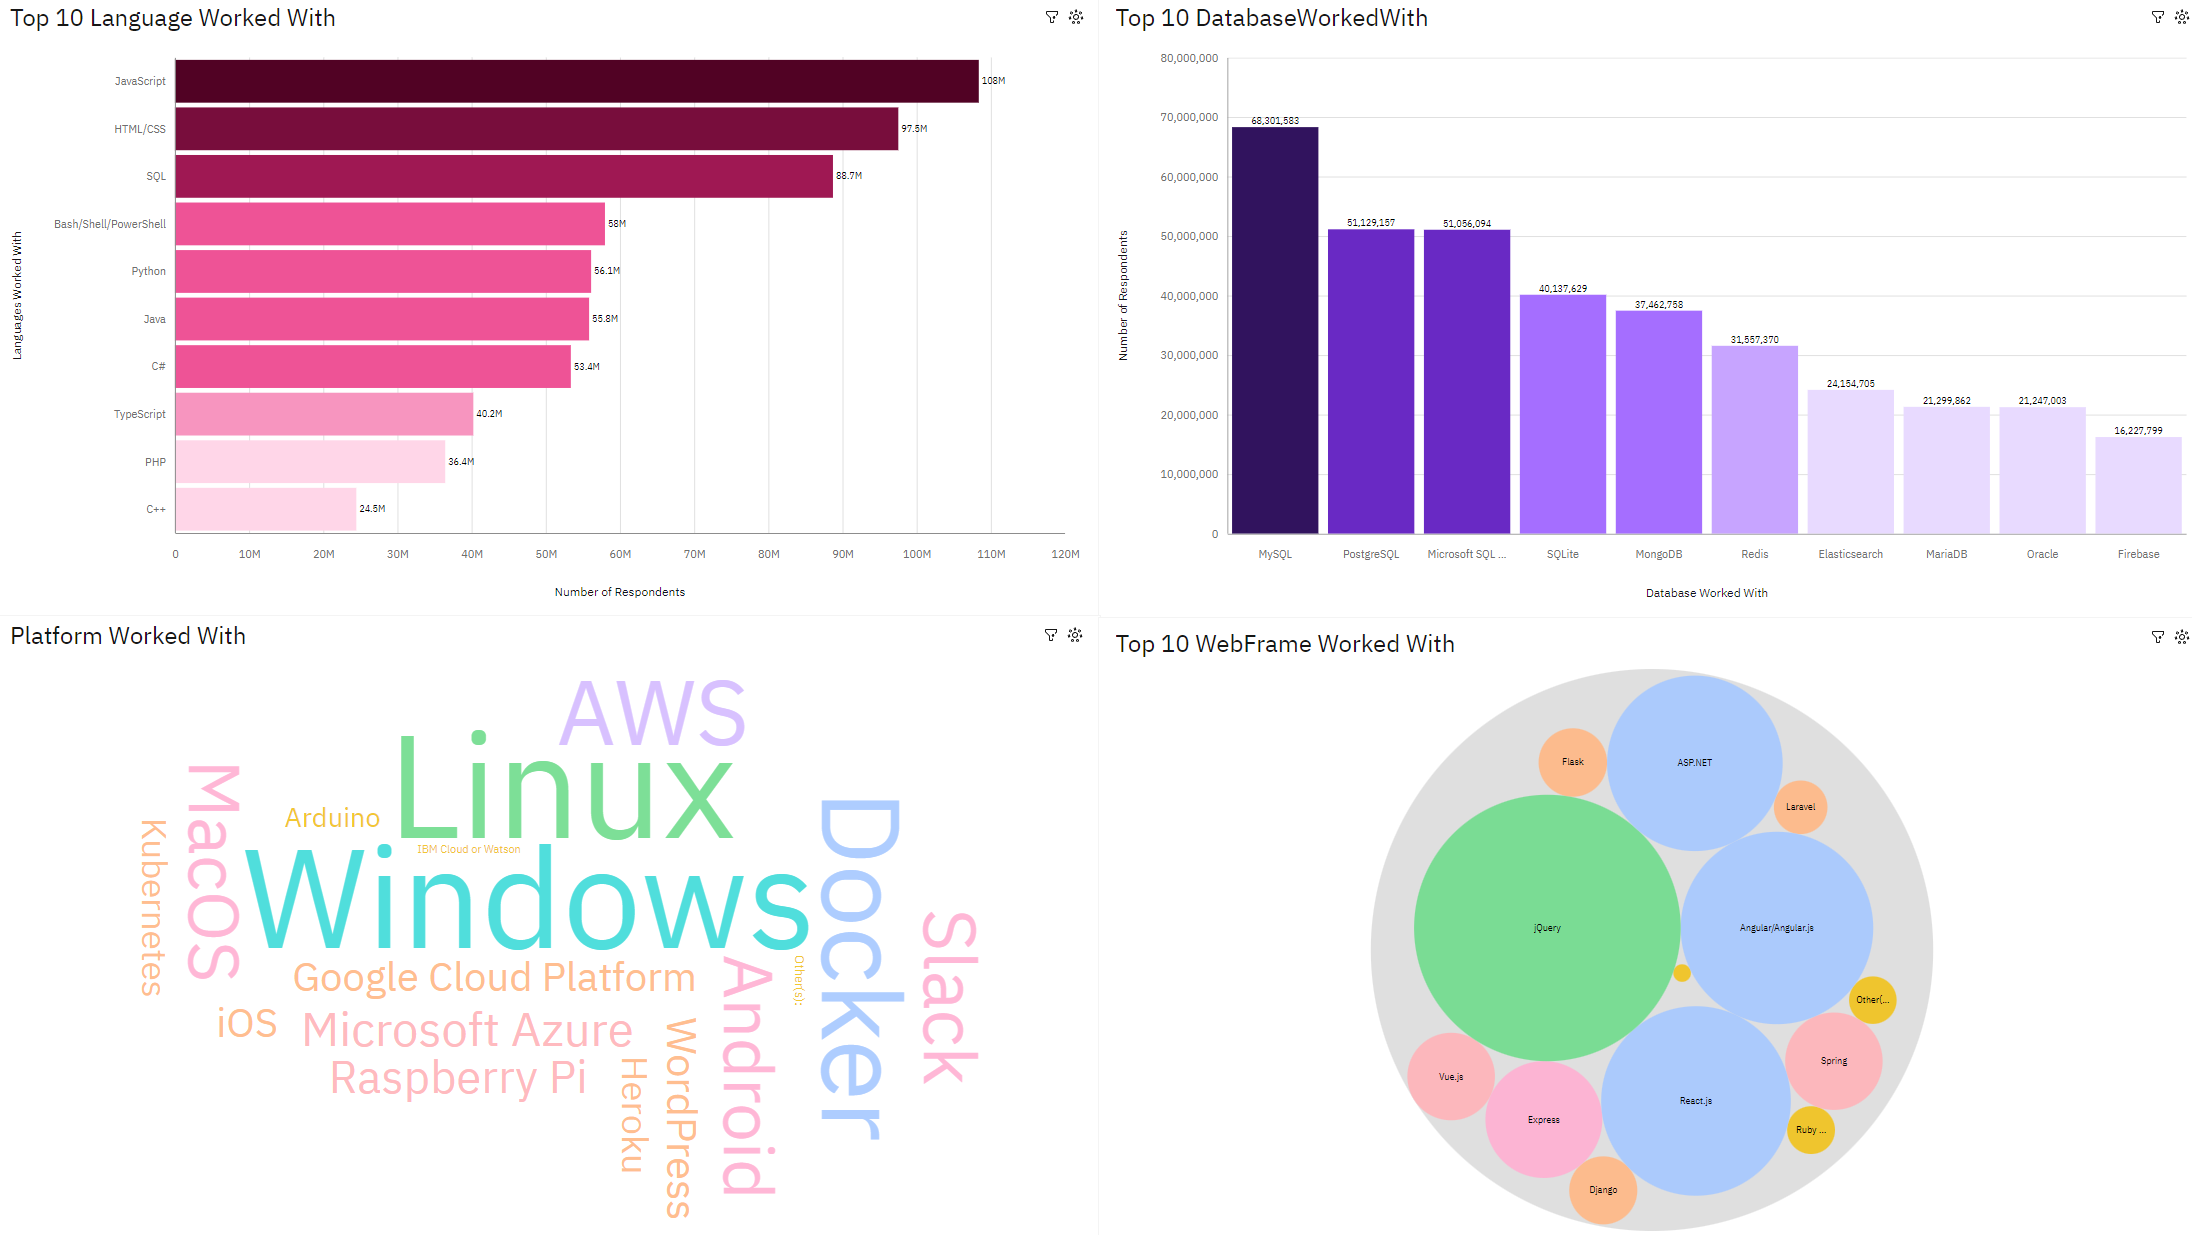 Top 10 Language Worked With
Languages Worked With
JavaScript 108M
HTML/CSS 97.5M
SQL 88.7M
Bash/Shell/PowerShell 58M
Python 56.1M
Java 55.8M
C# 53.4M
TypeScript 40.2M
PHP 36.4M
C++ 24.5M
0 10M 20M 30M 40M 50M 60M 70M 80M 90M 100M 110M 120M
Number of Respondents
Top 10 DatabaseWorkedWith
Number of Respondents
80,000,000
70,000,000
60,000,000
50,000,000
40,000,000
30,000,000
20,000,000
10,000,000
0
68,301,583
51,129,157
51,056,094
40,137,629
37,462,758
31,557,370
24,154,705
21,299,862
21,247,003
16,227,799
MySQL PostgreSQL Microsoft SQL ... SQLite MongoDB Redis Elasticsearch MariaDB Oracle Firebase
Database Worked With
Platform Worked With
AWS
Linux
MacOS
Arduino
Kubernetes
IBM Cloud or Watson
Windows
Docker
Slack
Google Cloud Platform
Other(s):
Android
iOS
Microsoft Azure
WordPress
Raspberry Pi
Heroku
Top 10 WebFrame Worked With
Flask
ASP.NET
Laravel
jQuery
Angular/Angular.js
Other(...
Spring
Vue.js
React.js
Express
Ruby ...
Django